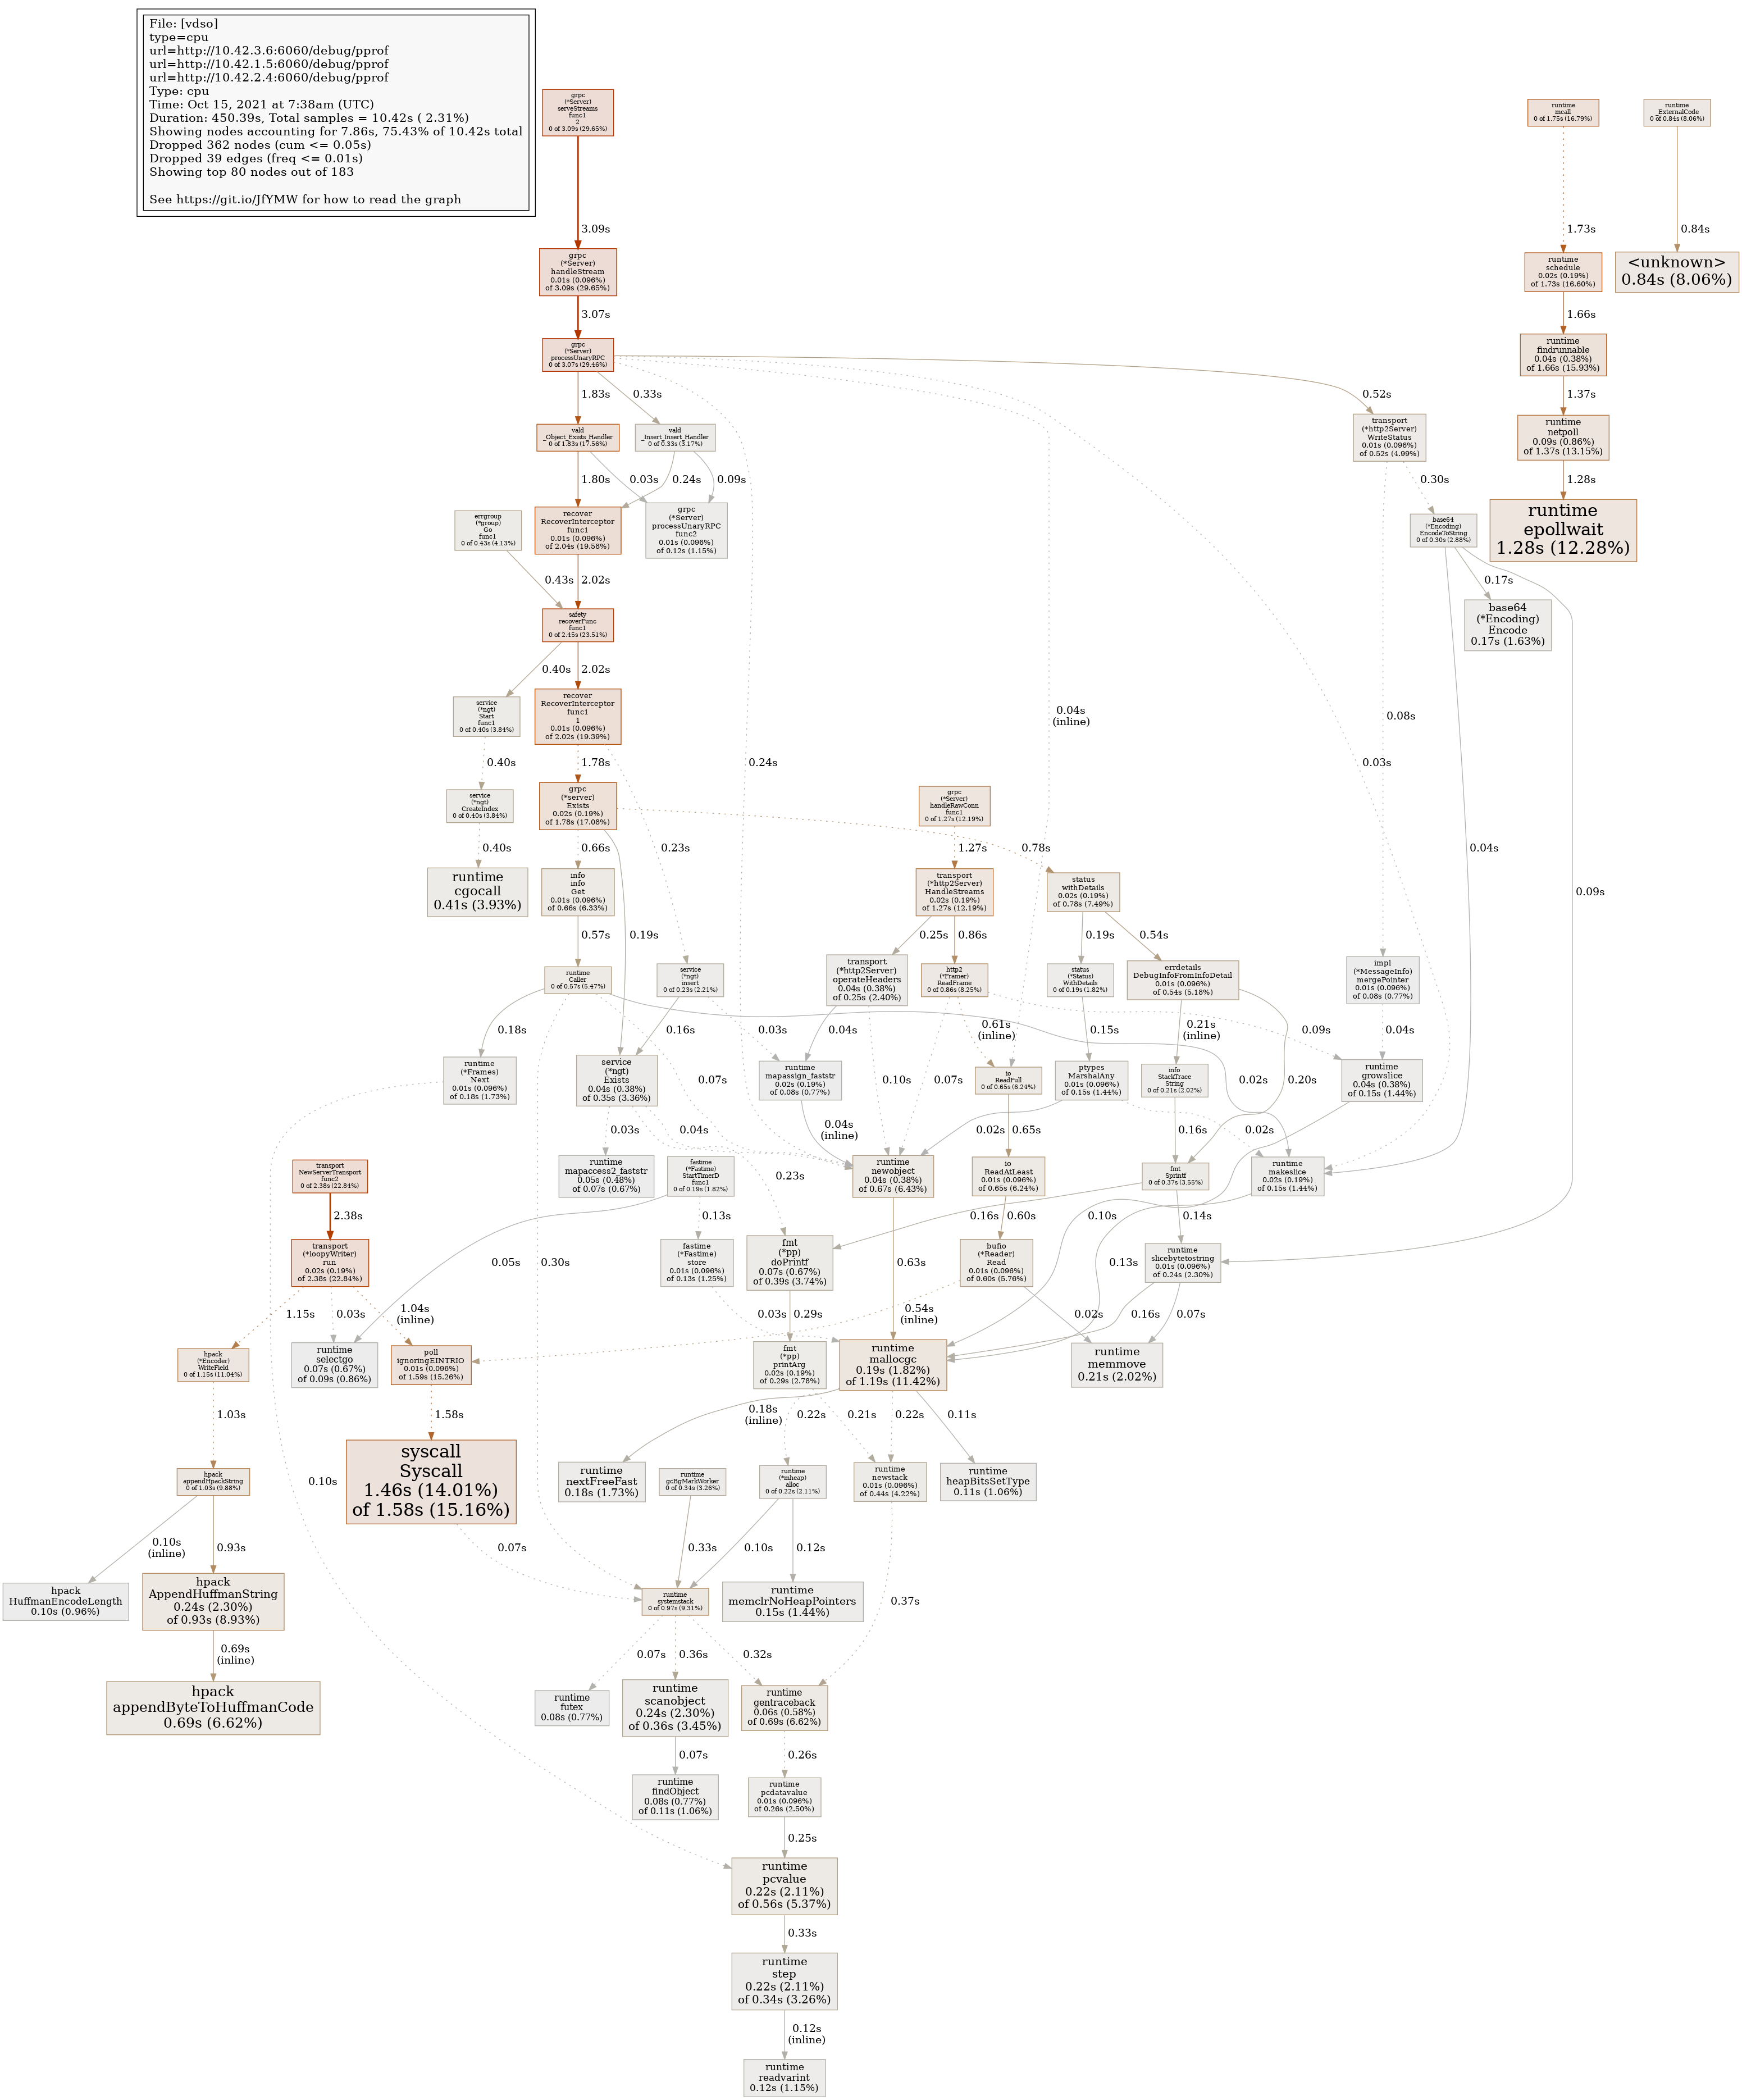 File: [vdso]
type=cpu
url=http://10.42.3.6:6060/debug/pprof
url=http://10.42.1.5:6060/debug/pprof
url=http://10.42.2.4:6060/debug/pprof
Type: cpu
Time: Oct 15, 2021 at 7:38am (UTC)
Duration: 450.39s, Total samples = 10.42s ( 2.31%)
Showing nodes accounting for 7.86s, 75.43% of 10.42s total
Dropped 362 nodes (cum <= 0.05s)
Dropped 39 edges (freq <= 0.01s)
Showing top 80 nodes out of 183
See https://git.io/JfYMW for how to read the graph
grpc
(*Server)
serveStreams
func1
2
0 of 3.09s (29.65%)
runtime
mcall
0 of 1.75s (16.79%)
runtime
_ExternalCode
0 of 0.84s (8.06%)
3.09s
1.73s
0.84s
grpc
(*Server)
handleStream
0.01s (0.096%)
of 3.09s (29.65%)
runtime
schedule
0.02s (0.19%)
of 1.73s (16.60%)
<unknown>
0.84s (8.06%)
3.07s
1.66s
grpc
(*Server)
processUnaryRPC
0 of 3.07s (29.46%)
runtime
findrunnable
0.04s (0.38%)
of 1.66s (15.93%)
1.83s
0.33s
0.52s
1.37s
vald
_Object_Exists_Handler
0 of 1.83s (17.56%)
vald
_Insert_Insert_Handler
0 of 0.33s (3.17%)
transport
(*http2Server)
WriteStatus
0.01s (0.096%)
of 0.52s (4.99%)
runtime
netpoll
0.09s (0.86%)
of 1.37s (13.15%)
1.80s
0.03s
0.24s
0.09s
0.30s
1.28s
errgroup
(*group)
Go
func1
0 of 0.43s (4.13%)
recover
RecoverInterceptor
func1
0.01s (0.096%)
of 2.04s (19.58%)
grpc
(*Server)
processUnaryRPC
func2
0.01s (0.096%)
of 0.12s (1.15%)
base64
(*Encoding)
EncodeToString
0 of 0.30s (2.88%)
runtime
epollwait
1.28s (12.28%)
0.43s
2.02s
0.17s
safety
recoverFunc
func1
0 of 2.45s (23.51%)
base64
(*Encoding)
Encode
0.17s (1.63%)
0.40s
2.02s
service
(*ngt)
Start
func1
0 of 0.40s (3.84%)
recover
RecoverInterceptor
func1
1
0.01s (0.096%)
of 2.02s (19.39%)
0.04s
(inline)
0.08s
0.40s
1.78s
0.24s
0.03s
service
(*ngt)
CreateIndex
0 of 0.40s (3.84%)
grpc
(*server)
Exists
0.02s (0.19%)
of 1.78s (17.08%)
grpc
(*Server)
handleRawConn
func1
0 of 1.27s (12.19%)
0.40s
0.66s
0.23s
1.27s
0.78s
0.04s
runtime
cgocall
0.41s (3.93%)
info
info
Get
0.01s (0.096%)
of 0.66s (6.33%)
transport
(*http2Server)
HandleStreams
0.02s (0.19%)
of 1.27s (12.19%)
status
withDetails
0.02s (0.19%)
of 0.78s (7.49%)
0.09s
0.57s
0.19s
0.25s
0.86s
0.19s
0.54s
runtime
Caller
0 of 0.57s (5.47%)
service
(*ngt)
insert
0 of 0.23s (2.21%)
transport
(*http2Server)
operateHeaders
0.04s (0.38%)
of 0.25s (2.40%)
http2
(*Framer)
ReadFrame
0 of 0.86s (8.25%)
status
(*Status)
WithDetails
0 of 0.19s (1.82%)
errdetails
DebugInfoFromInfoDetail
0.01s (0.096%)
of 0.54s (5.18%)
impl
(*MessageInfo)
mergePointer
0.01s (0.096%)
of 0.08s (0.77%)
0.18s
0.16s
0.03s
0.04s
0.61s
(inline)
0.15s
0.21s
(inline)
0.09s
0.04s
runtime
(*Frames)
Next
0.01s (0.096%)
of 0.18s (1.73%)
service
(*ngt)
Exists
0.04s (0.38%)
of 0.35s (3.36%)
0.07s
runtime
mapassign_faststr
0.02s (0.19%)
of 0.08s (0.77%)
0.10s
0.07s
io
ReadFull
0 of 0.65s (6.24%)
ptypes
MarshalAny
0.01s (0.096%)
of 0.15s (1.44%)
info
StackTrace
String
0 of 0.21s (2.02%)
0.02s
0.20s
runtime
growslice
0.04s (0.38%)
of 0.15s (1.44%)
0.03s
0.04s
0.04s
(inline)
0.65s
0.02s
0.16s
0.02s
transport
NewServerTransport
func2
0 of 2.38s (22.84%)
runtime
mapaccess2_faststr
0.05s (0.48%)
of 0.07s (0.67%)
fastime
(*Fastime)
StartTimerD
func1
0 of 0.19s (1.82%)
0.23s
runtime
newobject
0.04s (0.38%)
of 0.67s (6.43%)
io
ReadAtLeast
0.01s (0.096%)
of 0.65s (6.24%)
fmt
Sprintf
0 of 0.37s (3.55%)
runtime
makeslice
0.02s (0.19%)
of 0.15s (1.44%)
2.38s
0.13s
0.16s
0.60s
0.10s
0.14s
transport
(*loopyWriter)
run
0.02s (0.19%)
of 2.38s (22.84%)
0.05s
0.30s
fastime
(*Fastime)
store
0.01s (0.096%)
of 0.13s (1.25%)
fmt
(*pp)
doPrintf
0.07s (0.67%)
of 0.39s (3.74%)
0.63s
bufio
(*Reader)
Read
0.01s (0.096%)
of 0.60s (5.76%)
0.13s
runtime
slicebytetostring
0.01s (0.096%)
of 0.24s (2.30%)
1.15s
0.03s
1.04s
(inline)
0.03s
0.29s
0.54s
(inline)
0.02s
0.16s
0.07s
hpack
(*Encoder)
WriteField
0 of 1.15s (11.04%)
runtime
selectgo
0.07s (0.67%)
of 0.09s (0.86%)
poll
ignoringEINTRIO
0.01s (0.096%)
of 1.59s (15.26%)
fmt
(*pp)
printArg
0.02s (0.19%)
of 0.29s (2.78%)
runtime
mallocgc
0.19s (1.82%)
of 1.19s (11.42%)
runtime
memmove
0.21s (2.02%)
1.03s
1.58s
0.18s
(inline)
0.22s
0.21s
0.22s
0.11s
hpack
appendHpackString
0 of 1.03s (9.88%)
0.10s
syscall
Syscall
1.46s (14.01%)
of 1.58s (15.16%)
runtime
nextFreeFast
0.18s (1.73%)
runtime
gcBgMarkWorker
0 of 0.34s (3.26%)
runtime
(*mheap)
alloc
0 of 0.22s (2.11%)
runtime
newstack
0.01s (0.096%)
of 0.44s (4.22%)
runtime
heapBitsSetType
0.11s (1.06%)
0.10s
(inline)
0.93s
0.07s
0.33s
0.10s
0.12s
hpack
HuffmanEncodeLength
0.10s (0.96%)
hpack
AppendHuffmanString
0.24s (2.30%)
of 0.93s (8.93%)
runtime
systemstack
0 of 0.97s (9.31%)
runtime
memclrNoHeapPointers
0.15s (1.44%)
0.37s
0.69s
(inline)
0.07s
0.36s
0.32s
hpack
appendByteToHuffmanCode
0.69s (6.62%)
runtime
futex
0.08s (0.77%)
runtime
scanobject
0.24s (2.30%)
of 0.36s (3.45%)
runtime
gentraceback
0.06s (0.58%)
of 0.69s (6.62%)
0.07s
0.26s
runtime
findObject
0.08s (0.77%)
of 0.11s (1.06%)
runtime
pcdatavalue
0.01s (0.096%)
of 0.26s (2.50%)
0.25s
runtime
pcvalue
0.22s (2.11%)
of 0.56s (5.37%)
0.33s
runtime
step
0.22s (2.11%)
of 0.34s (3.26%)
0.12s
(inline)
runtime
readvarint
0.12s (1.15%)